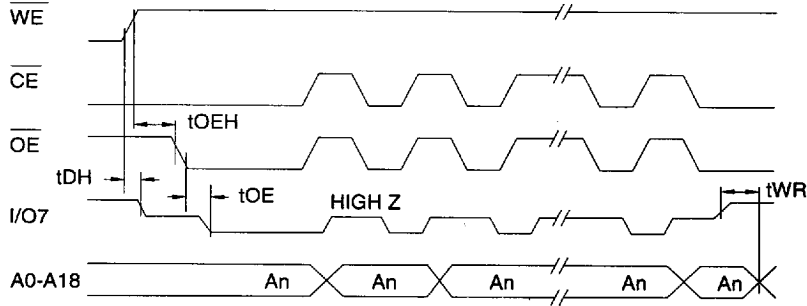 WE
CE
tOEH
OE
tDH
tOE
tWR
I/O7
HIGH Z
A0-A18
An
An
An
An
An